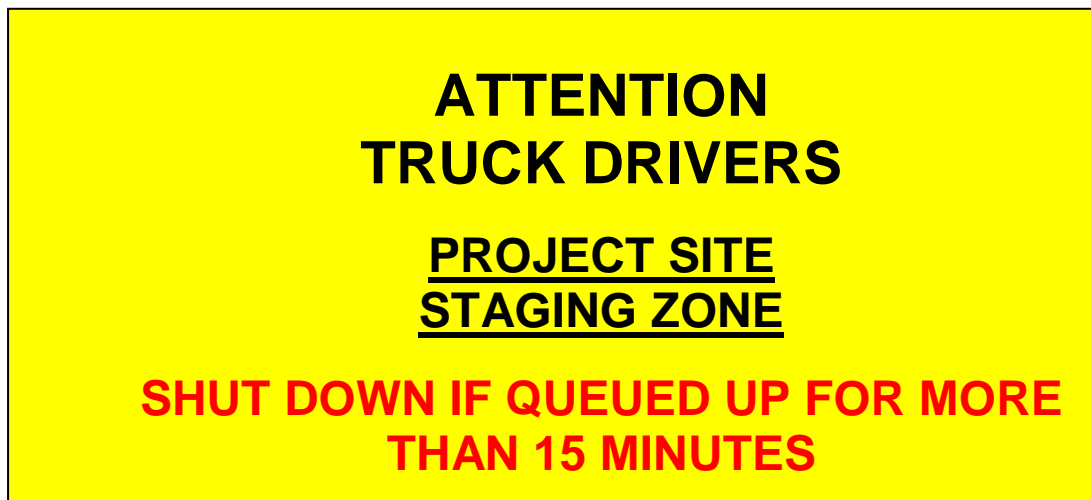 ATTENTION
TRUCK DRIVERS
PROJECT SITE
STAGING ZONE
SHUT DOWN IF QUEUED UP FOR MORE
THAN 15 MINUTES